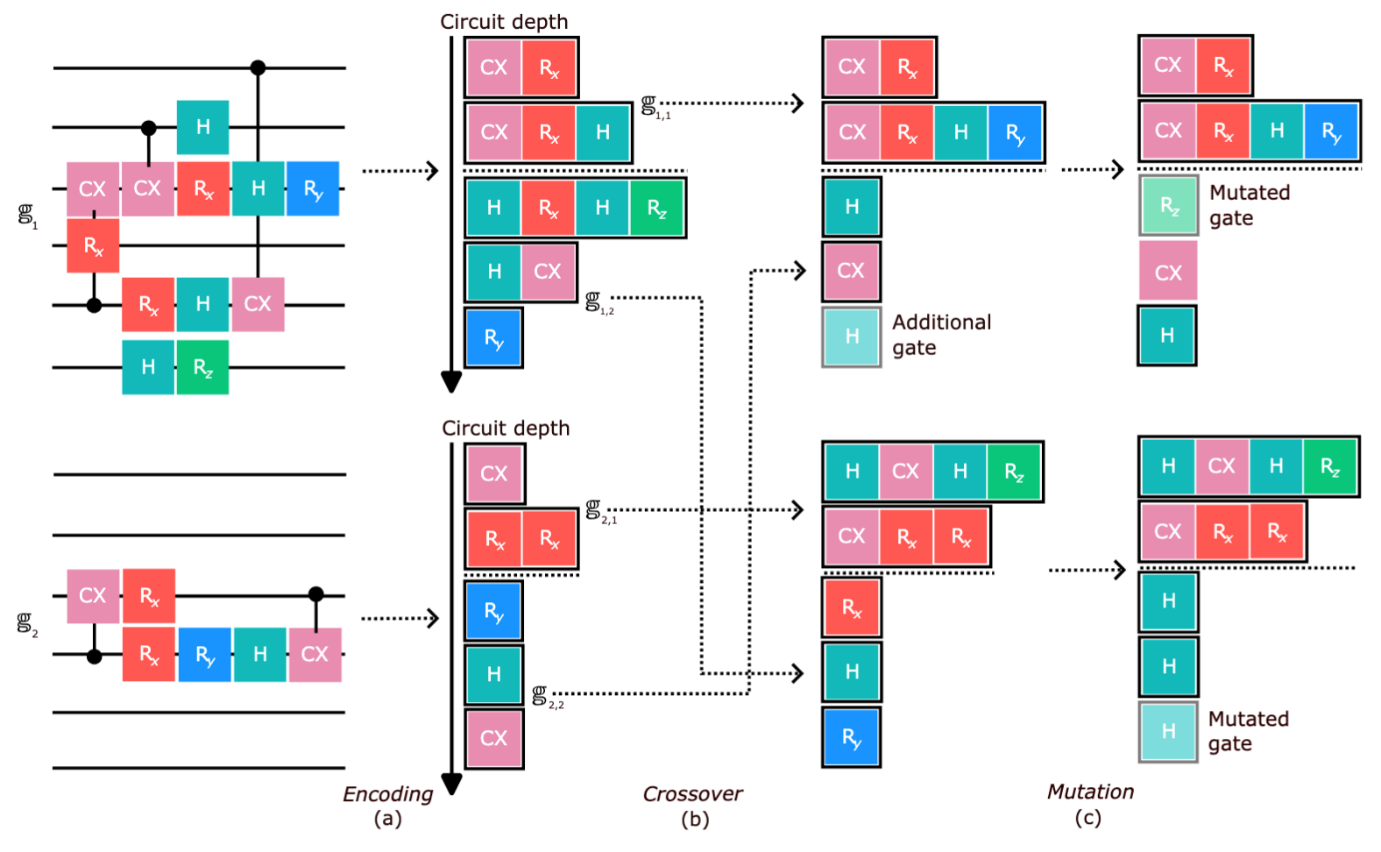 Circuit depth
CX Rx
CX Rx
CX Rx
g1,1
H
CX Rx H
CX Rx H Ry
CX Rx H Ry
CX CX Rx H Ry
g1
H Rx H Rz
H
Rz
Mutated
gate
Rx
H CX
CX
CX
g1,2
Rx H CX
Ry
H
Additional
gate
H
H Rz
Circuit depth
CX
H CX H Rz
H CX H Rz
g2,1
Rx Rx
CX Rx Rx
CX Rx Rx
CX Rx
g2
Ry
Rx
H
Rx Ry H CX
H
H
H
g2,2
CX
Ry
H
Mutated
gate
Encoding
(a)
Crossover
(b)
Mutation
(c)